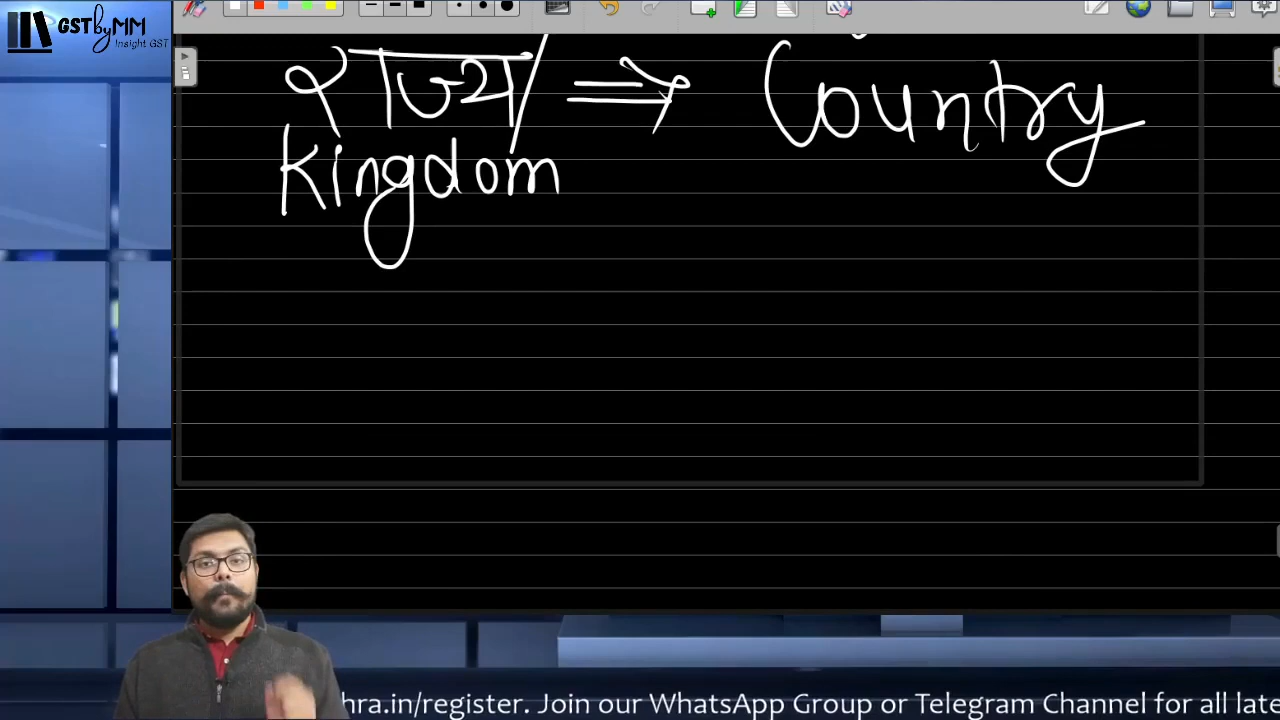 GSTbyMM
Insight GST
राज्य/ ⇒ Country
Kingdom
hra.in/register. Join our WhatsApp Group or Telegram Channel for all late